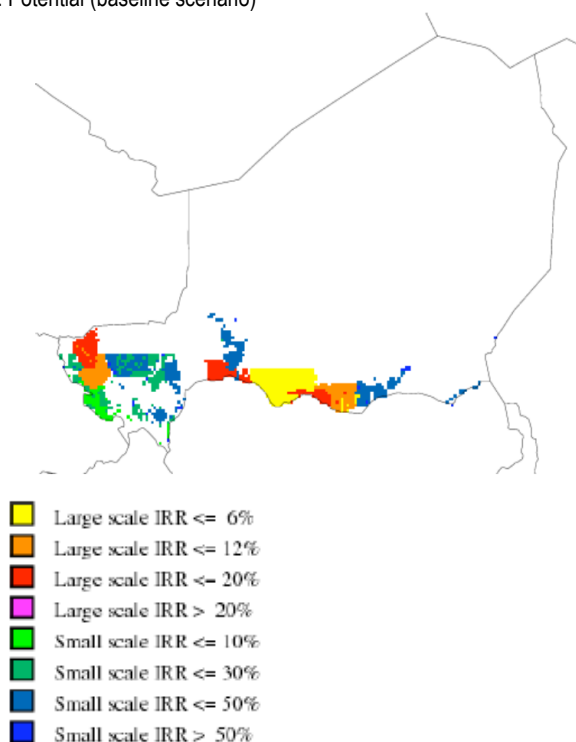 Potential (baseline scenario)
Large scale IRR <= 6%
Large scale IRR <= 12%
Large scale IRR <= 20%
Large scale IRR > 20%
Small scale IRR <= 10%
Small scale IRR <= 30%
Small scale IRR <= 50%
Small scale IRR > 50%